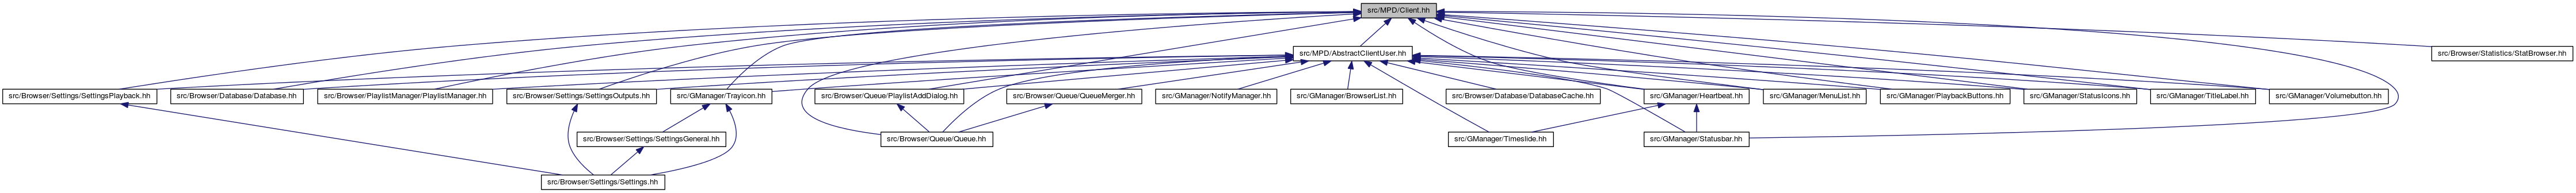 src/MPD/Client.hh
src/MPD/AbstractClientUser.hh
src/Browser/Statistics/StatBrowser.hh
src/Browser/Settings/SettingsPlayback.hh
src/Browser/Database/Database.hh
src/Browser/PlaylistManager/PlaylistManager.hh
src/Browser/Settings/SettingsOutputs.hh
src/GManager/Trayicon.hh
src/Browser/Queue/PlaylistAddDialog.hh
src/Browser/Queue/QueueMerger.hh
src/GManager/NotifyManager.hh
src/GManager/BrowserList.hh
src/Browser/Database/DatabaseCache.hh
src/GManager/Heartbeat.hh
src/GManager/MenuList.hh
src/GManager/PlaybackButtons.hh
src/GManager/StatusIcons.hh
src/GManager/TitleLabel.hh
src/GManager/Volumebutton.hh
src/Browser/Settings/SettingsGeneral.hh
src/Browser/Queue/Queue.hh
src/GManager/Timeslide.hh
src/GManager/Statusbar.hh
src/Browser/Settings/Settings.hh